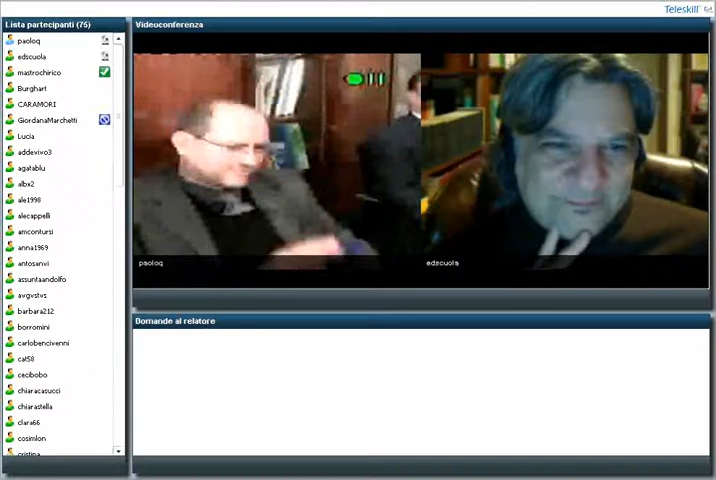 Teleskill
Lista partecipanti (75)
Videoconferenza
paoloq
edscuola
mastrochirico
Burghart
CARAMORI
GiordanaMarchetti
Lucia
addevivo3
agatablu
albx2
ale1998
alecappelli
amcontursi
anna1969
antosanvi
assuntaandolfo
avgvstvs
barbara212
borromini
carlobencivenni
cat58
cecibobo
chiaracasucci
chiarastella
clara66
cosimlon
cristina
paoloq
edscuola
Domande al relatore